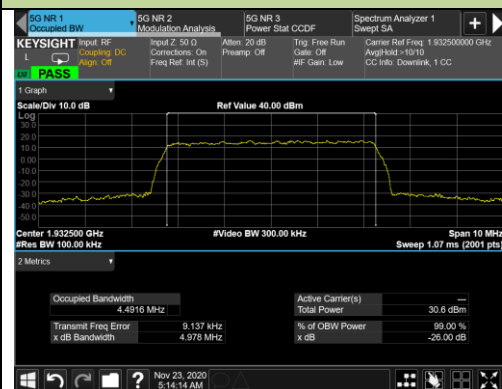 5G NR 1
Occupied BW
5G NR 2
Modulation Analysis
5G NR 3
Power Stat CCDF
Spectrum Analyzer 1
Swept SA
KEYSIGHT
L
Input: RF
Coupling: DC
Align: Off
Input Z: 50 Ω
Corrections: On
Freq Ref: Int (S)
Atten: 20 dB
Preamp: Off
Trig: Free Run
Gate: Off
#IF Gain: Low
Carrier Ref Freq: 1.932500000 GHz
Avg|Hold:>10/10
CC Info: Downlink, 1 CC
PASS
1 Graph
Scale/Div 10.0 dB
Ref Value 40.00 dBm
Log
30.0
20.0
10.0
0.00
-10.0
-20.0
-30.0
-40.0
-50.0
Center 1.932500 GHz
#Video BW 300.00 kHz
Span 10 MHz
#Res BW 100.00 kHz
Sweep 1.07 ms (2001 pts)
2 Metrics
Occupied Bandwidth
4.4916 MHz
Transmit Freq Error 9.137 kHz
x dB Bandwidth 4.978 MHz
Active Carrier(s) ---
Total Power 30.6 dBm
% of OBW Power 99.00 %
x dB -26.00 dB
?
Nov 23, 2020
5:14:14 AM